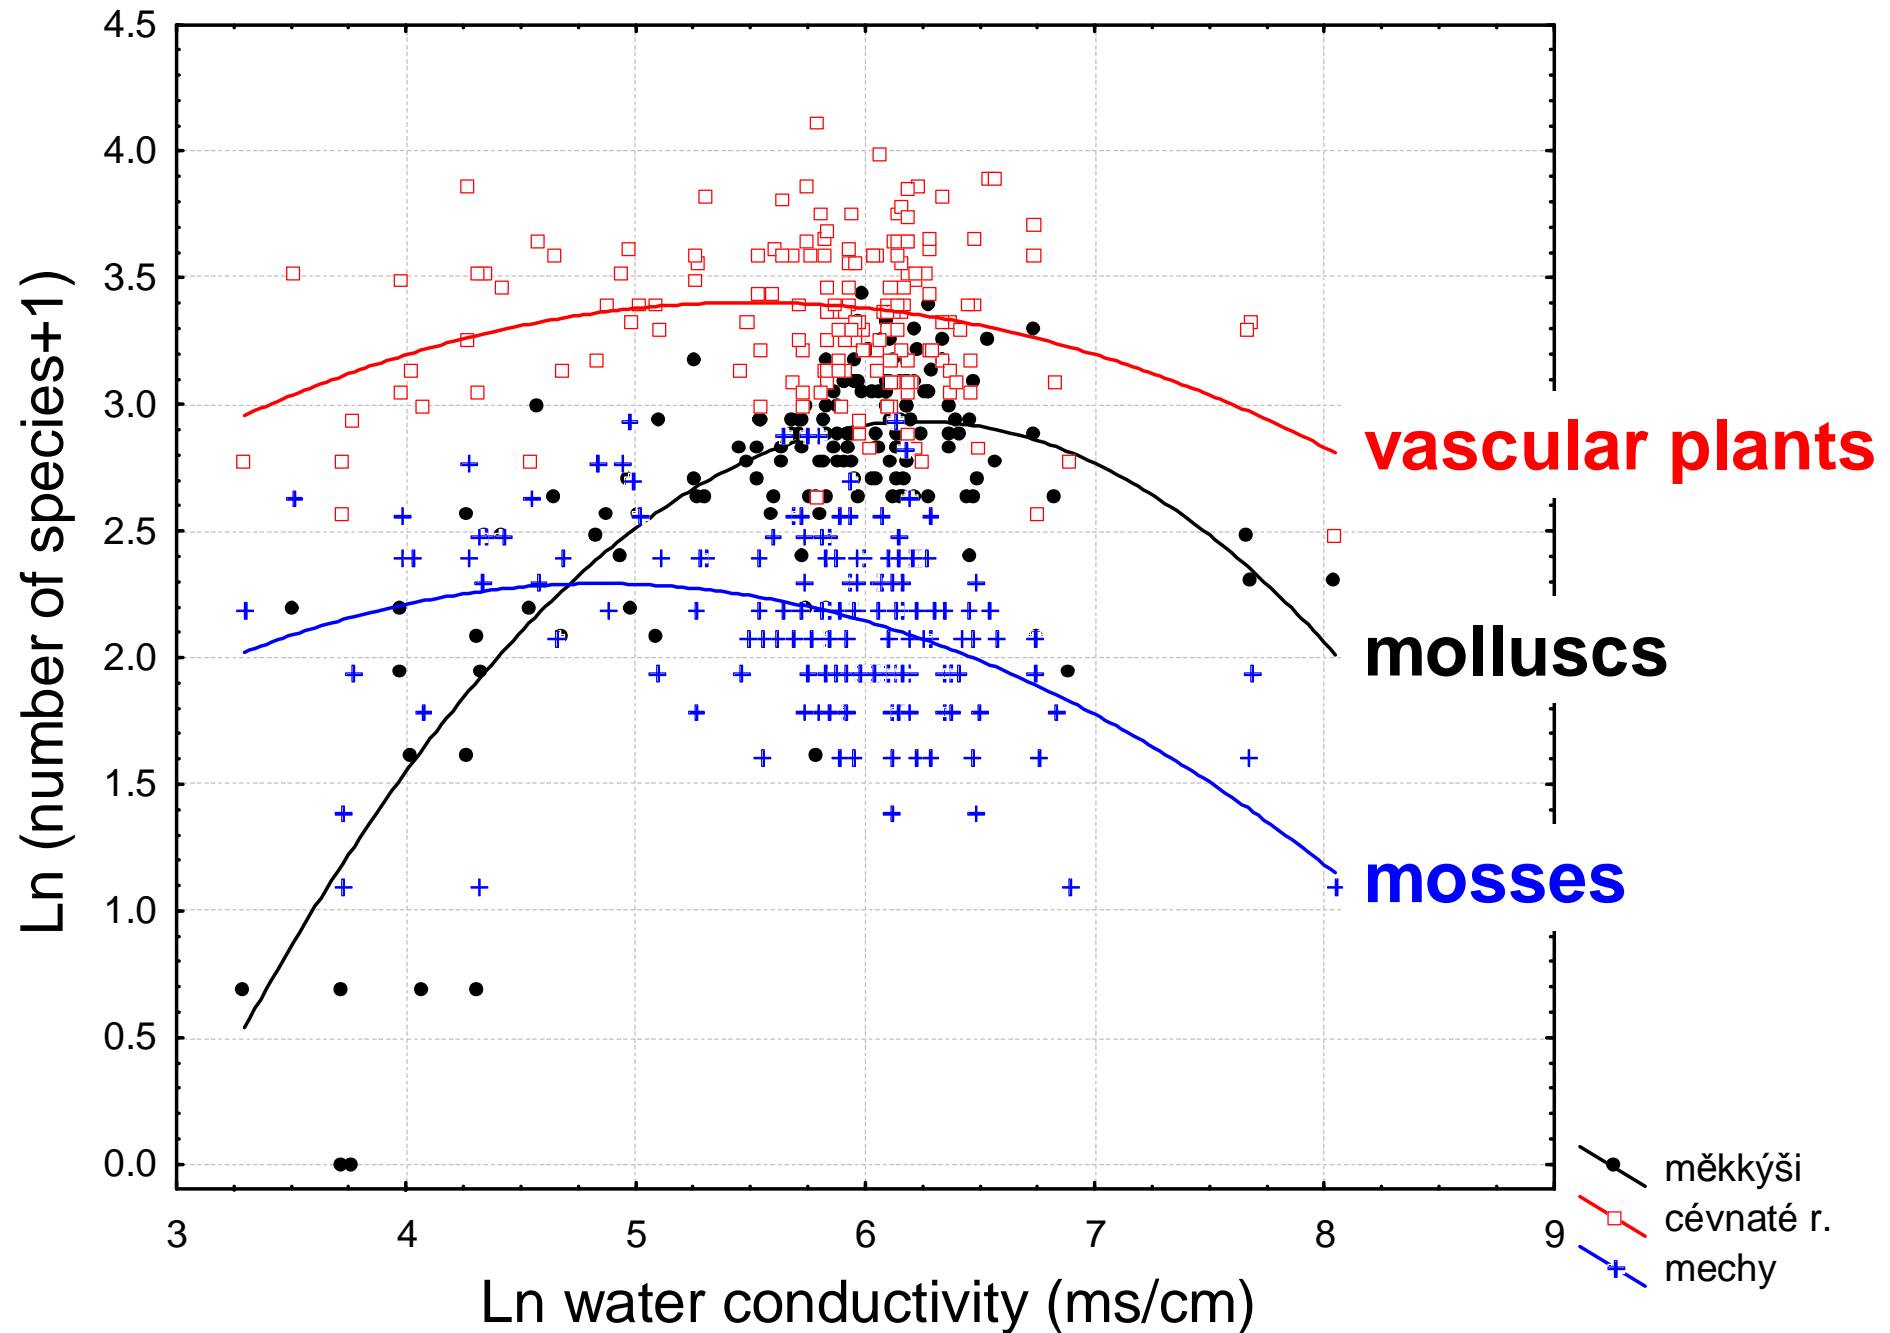 4.5
4.0
3.5
3.0
2.5
2.0
1.5
1.0
0.5
0.0
Ln (number of species+1)
3 4 5 6 7 8 9
Ln water conductivity (ms/cm)
vascular plants
molluscs
mosses
měkkýši
cévnaté r.
mechy